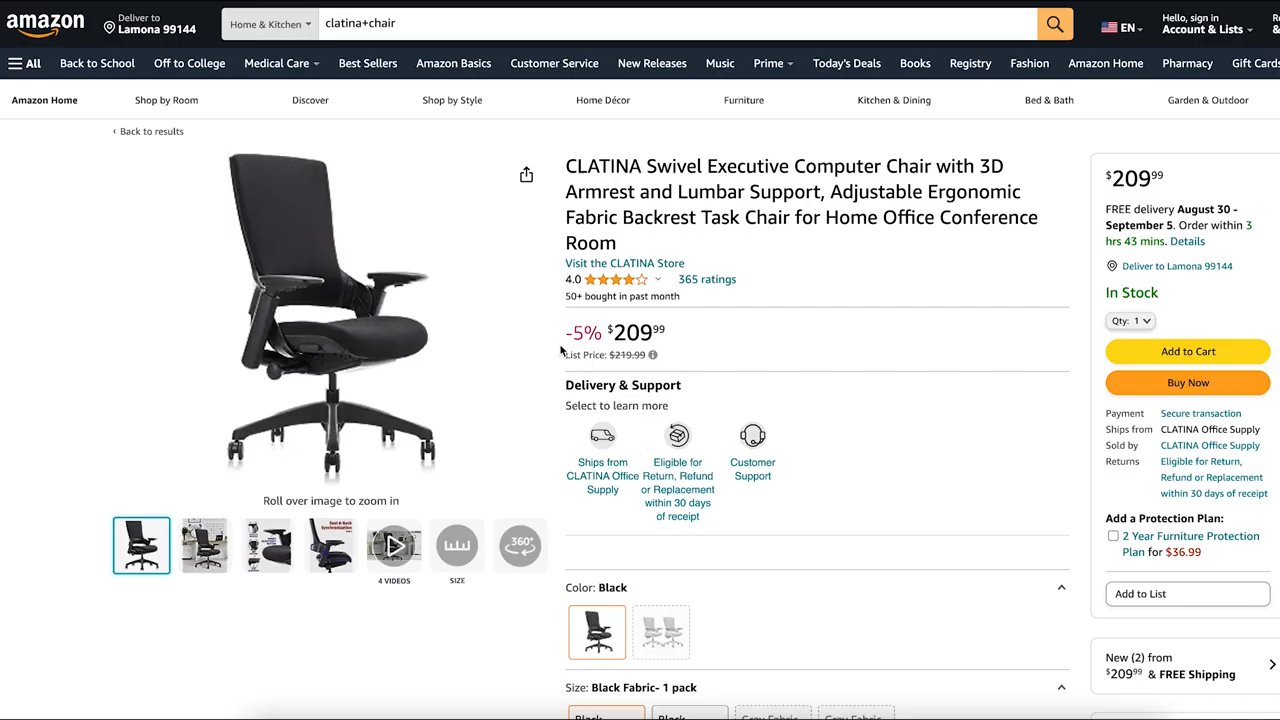 amazon
Deliver to
Lamona 99144
Home & Kitchen
clatina+chair
EN
Hello, sign in
Account & Lists
All
Back to School
Off to College
Medical Care
Best Sellers
Amazon Basics
Customer Service
New Releases
Music
Prime
Today's Deals
Books
Registry
Fashion
Amazon Home
Pharmacy
Gift Cards
Amazon Home
Shop by Room
Discover
Shop by Style
Home Décor
Furniture
Kitchen & Dining
Bed & Bath
Garden & Outdoor
‹ Back to results
Roll over image to zoom in
4 VIDEOS
SIZE
360°
CLATINA Swivel Executive Computer Chair with 3D
Armrest and Lumbar Support, Adjustable Ergonomic
Fabric Backrest Task Chair for Home Office Conference
Room
Visit the CLATINA Store
4.0
365 ratings
50+ bought in past month
-5% $209.99
List Price: $219.99
Delivery & Support
Select to learn more
Ships from
CLATINA Office
Supply
Eligible for
Return, Refund
or Replacement
within 30 days
of receipt
Customer
Support
Color: Black
Size: Black Fabric- 1 pack
Black
Black
Gray Fabric
Gray Fabric
$209.99
FREE delivery August 30 -
September 5. Order within 3
hrs 43 mins. Details
Deliver to Lamona 99144
In Stock
Qty: 1
Add to Cart
Buy Now
Payment Secure transaction
Ships from CLATINA Office Supply
Sold by CLATINA Office Supply
Returns Eligible for Return,
Refund or Replacement
within 30 days of receipt
Add a Protection Plan:
2 Year Furniture Protection
Plan for $36.99
Add to List
New (2) from
$209.99 & FREE Shipping